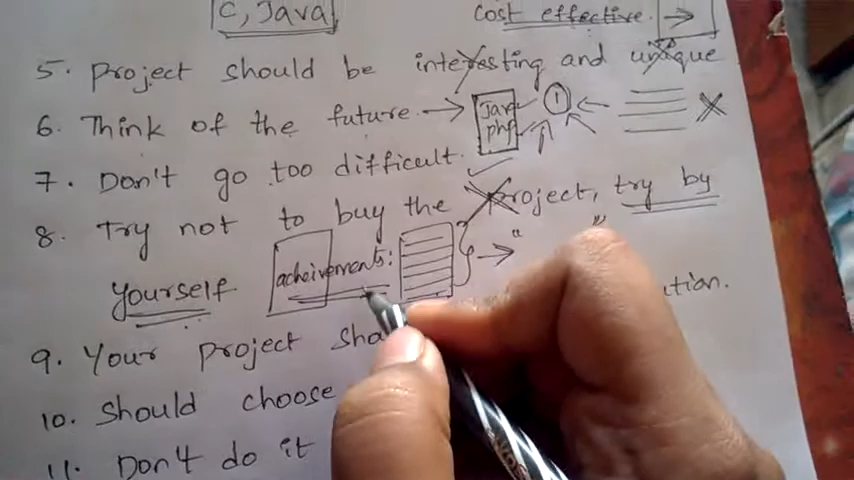 C, Java
cost effective. →
5. Project should be interesting and unique
6. Think of the future. → Java php 1
7. Don't go too difficult.
8. Try not to buy the project, try by
yourself acheivements: → " "
9. Your project
10. Should choose
11. Don't do it